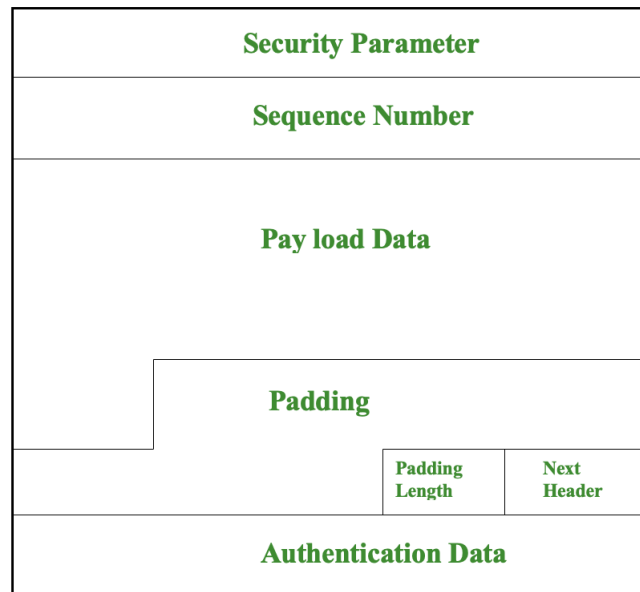 Security Parameter
Sequence Number
Pay load Data
Padding
Padding
Length
Next
Header
Authentication Data